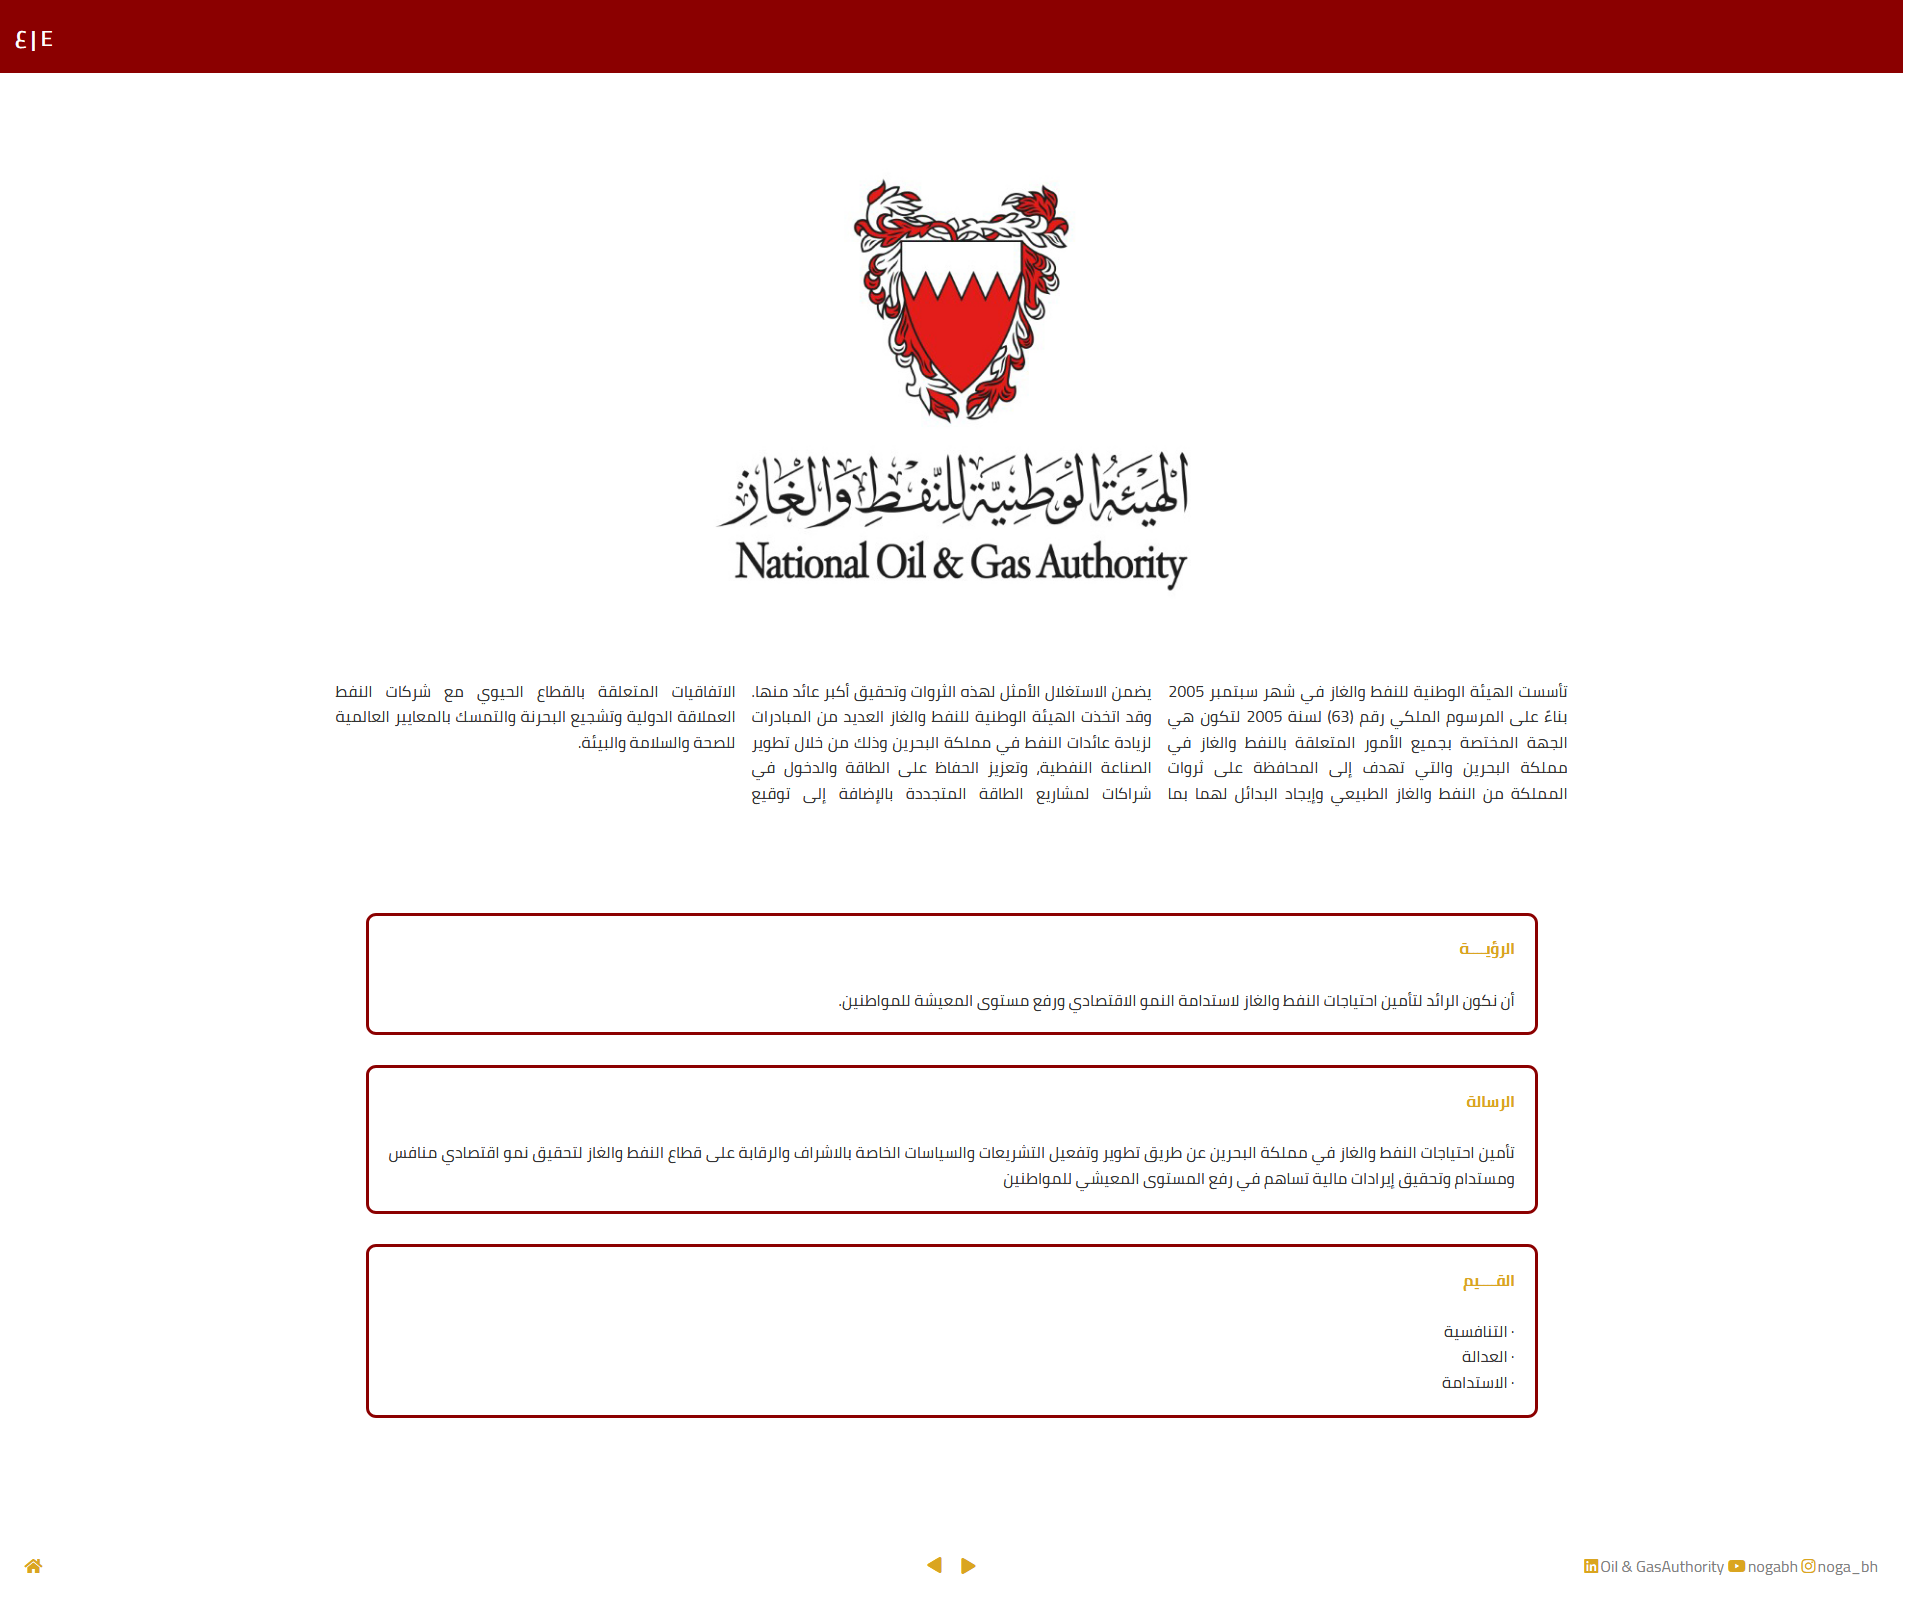 ع|E
الهيئة الوطنية للنفط والغاز
National Oil & Gas Authority
تأسست الهيئة الوطنية للنفط والغاز في شهر سبتمبر 2005
بناءً على المرسوم الملكي رقم (63) لسنة 2005 لتكون هي
الجهة المختصة بجميع الأمور المتعلقة بالنفط والغاز في
مملكة البحرين والتي تهدف إلى المحافظة على ثروات
المملكة من النفط والغاز الطبيعي وإيجاد البدائل لهما بما
يضمن الاستغلال الأمثل لهذه الثروات وتحقيق أكبر عائد منها.
وقد اتخذت الهيئة الوطنية للنفط والغاز العديد من المبادرات
لزيادة عائدات النفط في مملكة البحرين وذلك من خلال تطوير
الصناعة النفطية، وتعزيز الحفاظ على الطاقة والدخول في
شراكات لمشاريع الطاقة المتجددة بالإضافة إلى توقيع
الاتفاقيات المتعلقة بالقطاع الحيوي مع شركات النفط
العملاقة الدولية وتشجيع البحرنة والتمسك بالمعايير العالمية
للصحة والسلامة والبيئة.
الرؤيـــة
أن نكون الرائد لتأمين احتياجات النفط والغاز لاستدامة النمو الاقتصادي ورفع مستوى المعيشة للمواطنين.
الرسالة
تأمين احتياجات النفط والغاز في مملكة البحرين عن طريق تطوير وتفعيل التشريعات والسياسات الخاصة بالاشراف والرقابة على قطاع النفط والغاز لتحقيق نمو اقتصادي منافس
ومستدام وتحقيق إيرادات مالية تساهم في رفع المستوى المعيشي للمواطنين
القـــيم
· التنافسية
· العدالة
· الاستدامة
Oil & GasAuthority nogabh noga_bh